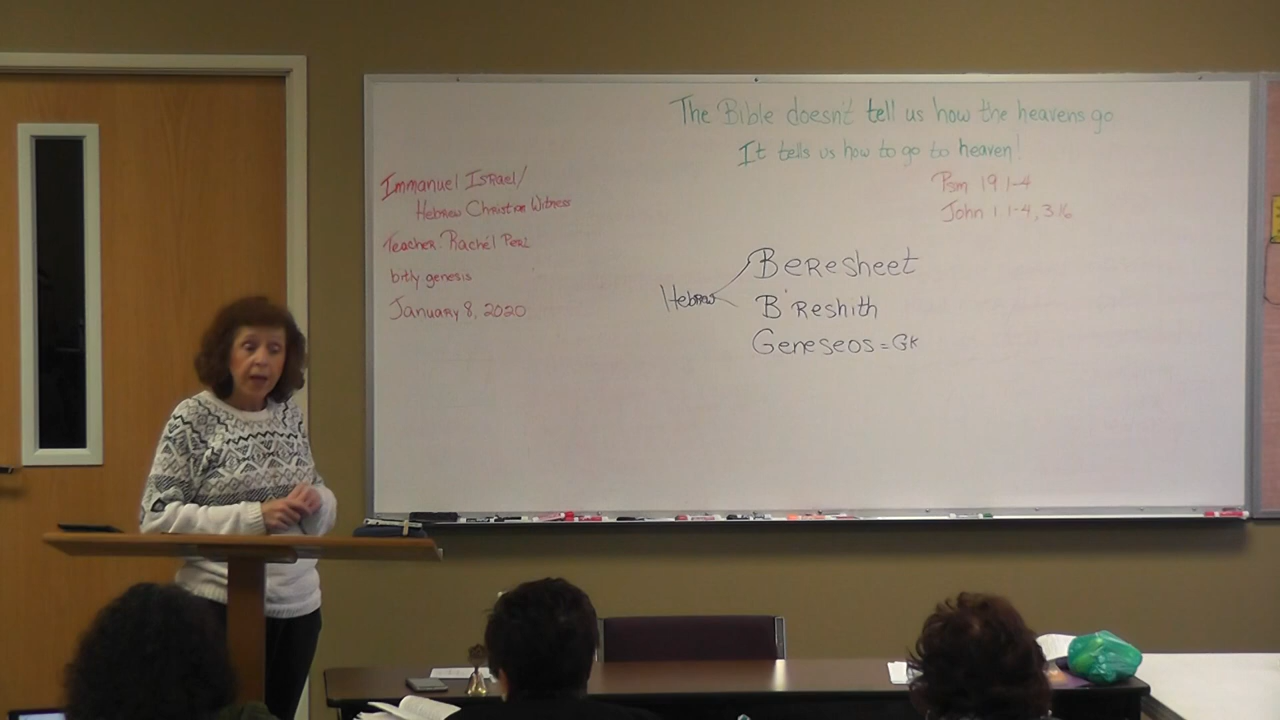 The Bible doesn't tell us how the heavens go
It tells us how to go to heaven!
Psm 19 1-4
John 1 1-4, 3 16
Immanuel Israel/
Hebrew Christian Witness
Teacher: Rachel Perl
bitly genesis
January 8, 2020
Hebrew
Beresheet
B'Reshith
Geneseos = GK